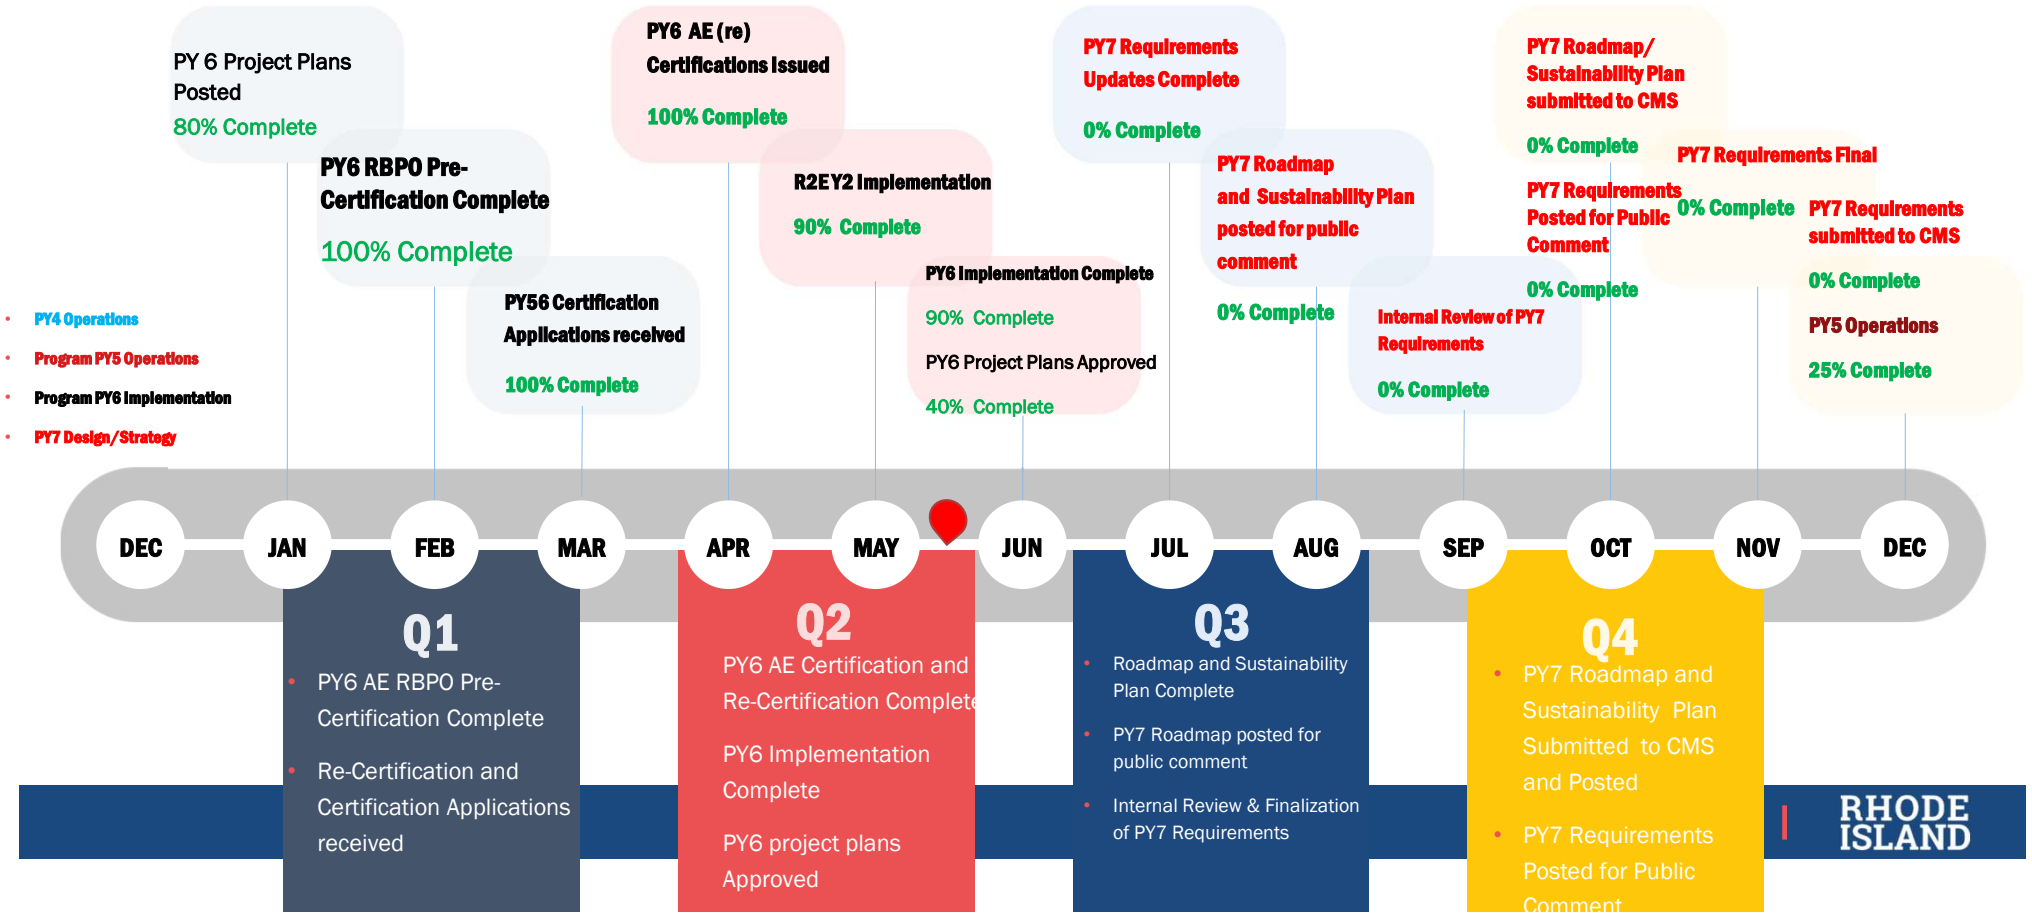 PY 6 Project Plans
Posted
80% Complete
PY6 RBPO Pre-
Certification Complete
100% Complete
PY56 Certification
Applications received
100% Complete
PY6  AE (re)
Certifications Issued
100% Complete
R2EY2 Implementation
90%  Complete
PY6 Implementation Complete
90%  Complete
PY6 Project Plans Approved
40%  Complete
PY7 Requirements
Updates Complete
0% Complete
PY7 Roadmap
and  Sustainability Plan
posted for public
comment
0% Complete
Internal Review of PY7
Requirements
0% Complete
PY7 Roadmap/
Sustainability Plan
submitted to CMS
0% Complete
PY7 Requirements
Posted for Public
Comment
0% Complete
PY7 Requirements Final
0% Complete
PY7 Requirements
submitted to CMS
0% Complete
PY5 Operations
25% Complete
• PY4 Operations
• Program PY5 Operations
• Program PY6 Implementation
• PY7 Design/Strategy
DEC JAN FEB MAR APR MAY JUN JUL AUG SEP OCT NOV DEC
Q1
• PY6 AE RBPO Pre-
Certification Complete
• Re-Certification and
Certification Applications
received
Q2
PY6 AE Certification and
Re-Certification Complete
PY6 Implementation
Complete
PY6 project plans
Approved
Q3
• Roadmap and Sustainability
Plan Complete
• PY7 Roadmap posted for
public comment
• Internal Review & Finalization
of PY7 Requirements
Q4
• PY7 Roadmap and
Sustainability  Plan
Submitted  to CMS
and Posted
• PY7 Requirements
Posted for Public
Comment
RHODE
ISLAND